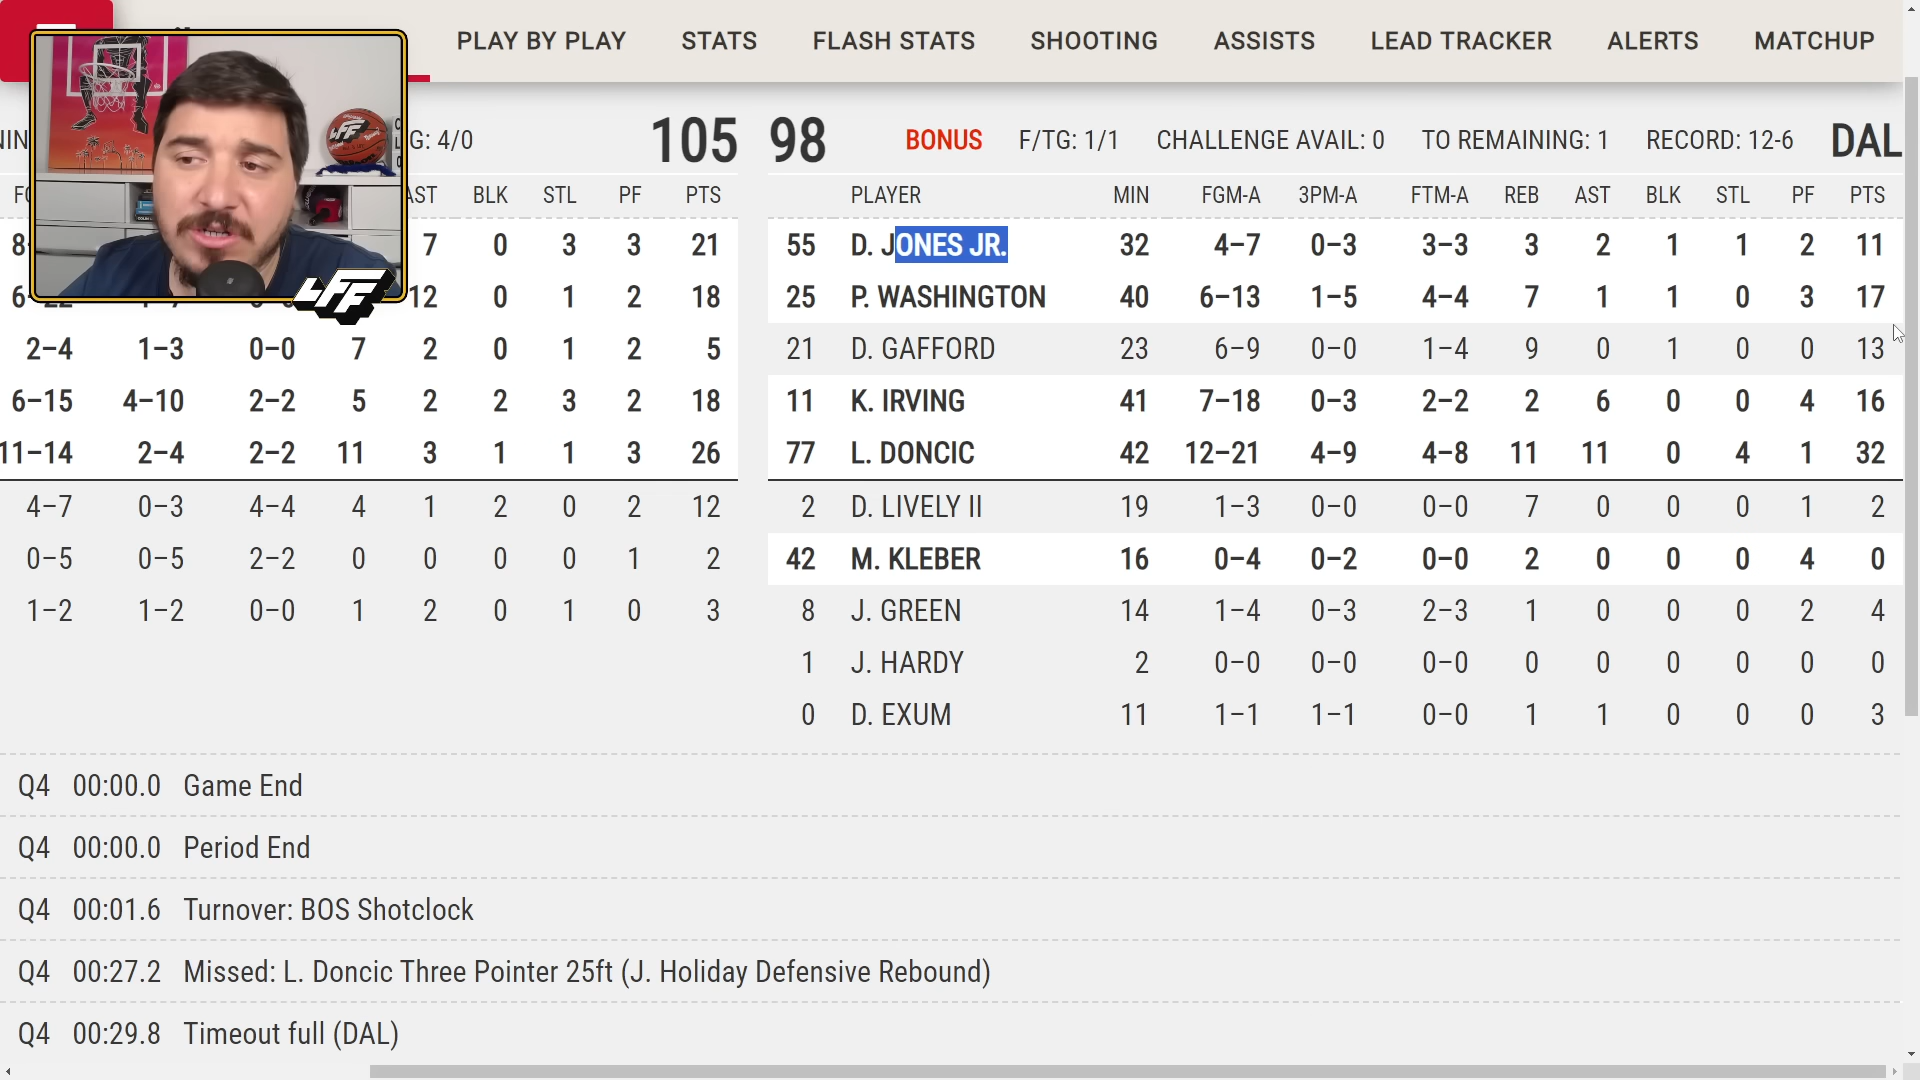 PLAY BY PLAY STATS FLASH STATS SHOOTING ASSISTS LEAD TRACKER ALERTS MATCHUP
G: 4/0 105 98 BONUS F/TG: 1/1 CHALLENGE AVAIL: 0 TO REMAINING: 1 RECORD: 12-6 DAL
AST BLK STL PF PTS PLAYER MIN FGM-A 3PM-A FTM-A REB AST BLK STL PF PTS
7 0 3 3 21 55 D. JONES JR. 32 4-7 0-3 3-3 3 2 1 1 2 11
12 0 1 2 18 25 P. WASHINGTON 40 6-13 1-5 4-4 7 1 1 0 3 17
2-4 1-3 0-0 7 2 0 1 2 5 21 D. GAFFORD 23 6-9 0-0 1-4 9 0 1 0 0 13
6-15 4-10 2-2 5 2 2 3 2 18 11 K. IRVING 41 7-18 0-3 2-2 2 6 0 0 4 16
11-14 2-4 2-2 11 3 1 1 3 26 77 L. DONCIC 42 12-21 4-9 4-8 11 11 0 4 1 32
4-7 0-3 4-4 4 1 2 0 2 12 2 D. LIVELY II 19 1-3 0-0 0-0 7 0 0 0 1 2
0-5 0-5 2-2 0 0 0 0 1 2 42 M. KLEBER 16 0-4 0-2 0-0 2 0 0 0 4 0
1-2 1-2 0-0 1 2 0 1 0 3 8 J. GREEN 14 1-4 0-3 2-3 1 0 0 0 2 4
1 J. HARDY 2 0-0 0-0 0-0 0 0 0 0 0 0
0 D. EXUM 11 1-1 1-1 0-0 1 1 0 0 0 3
Q4 00:00.0 Game End
Q4 00:00.0 Period End
Q4 00:01.6 Turnover: BOS Shotclock
Q4 00:27.2 Missed: L. Doncic Three Pointer 25ft (J. Holiday Defensive Rebound)
Q4 00:29.8 Timeout full (DAL)
LFF